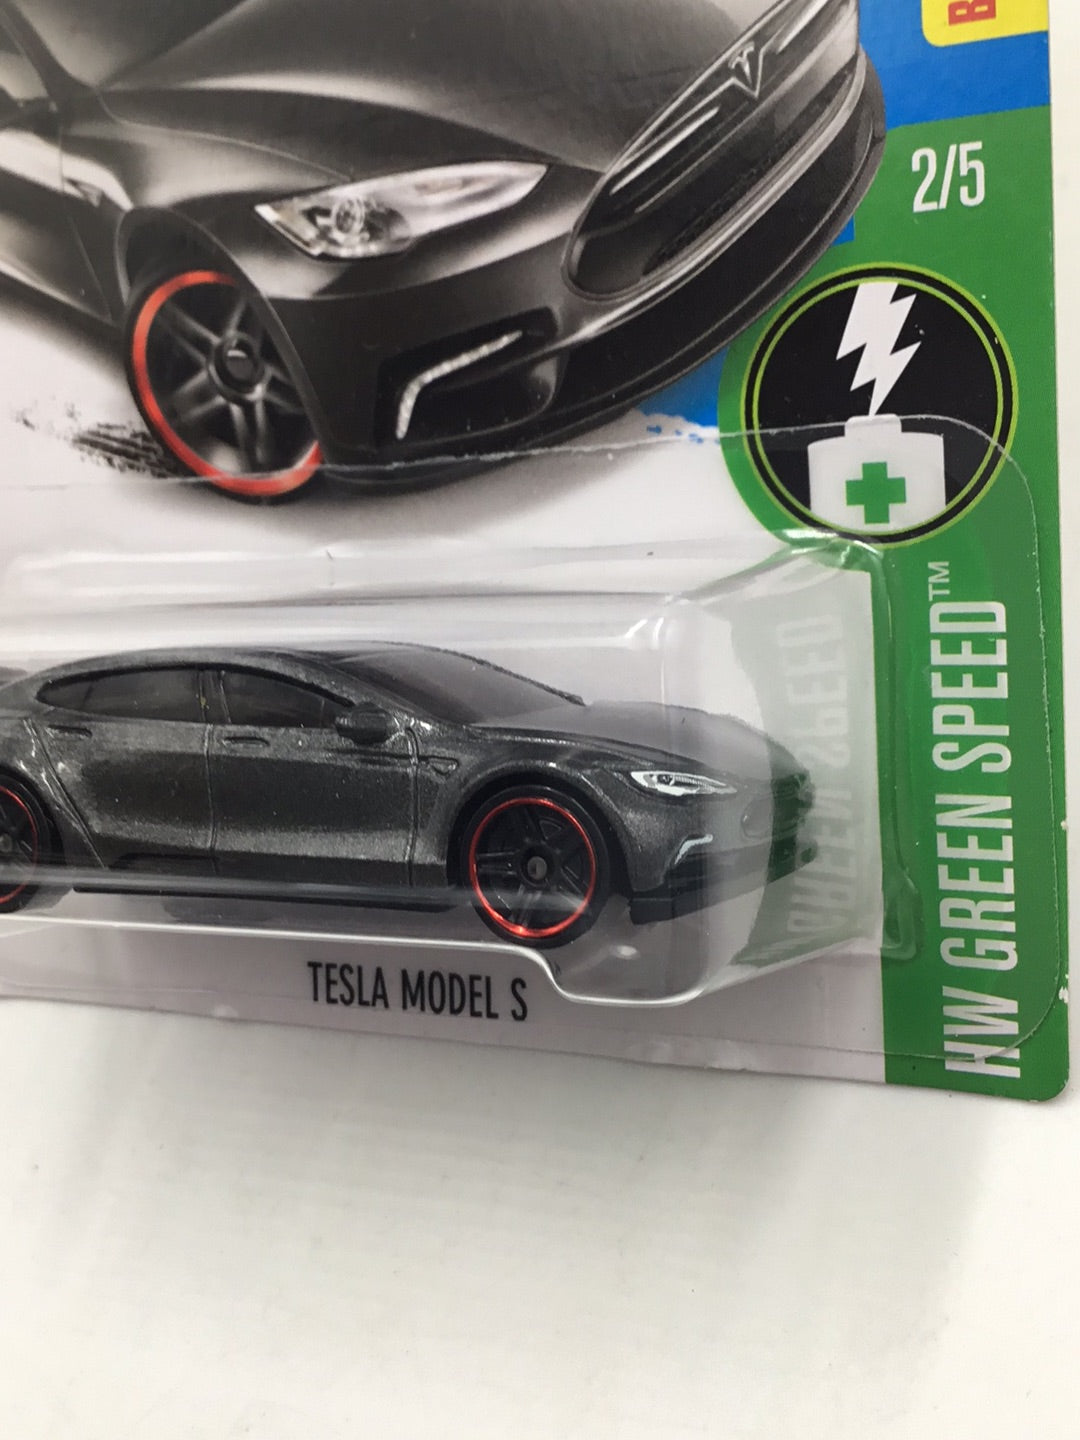 B
2/5
HW GREEN SPEED™
TESLA MODEL S